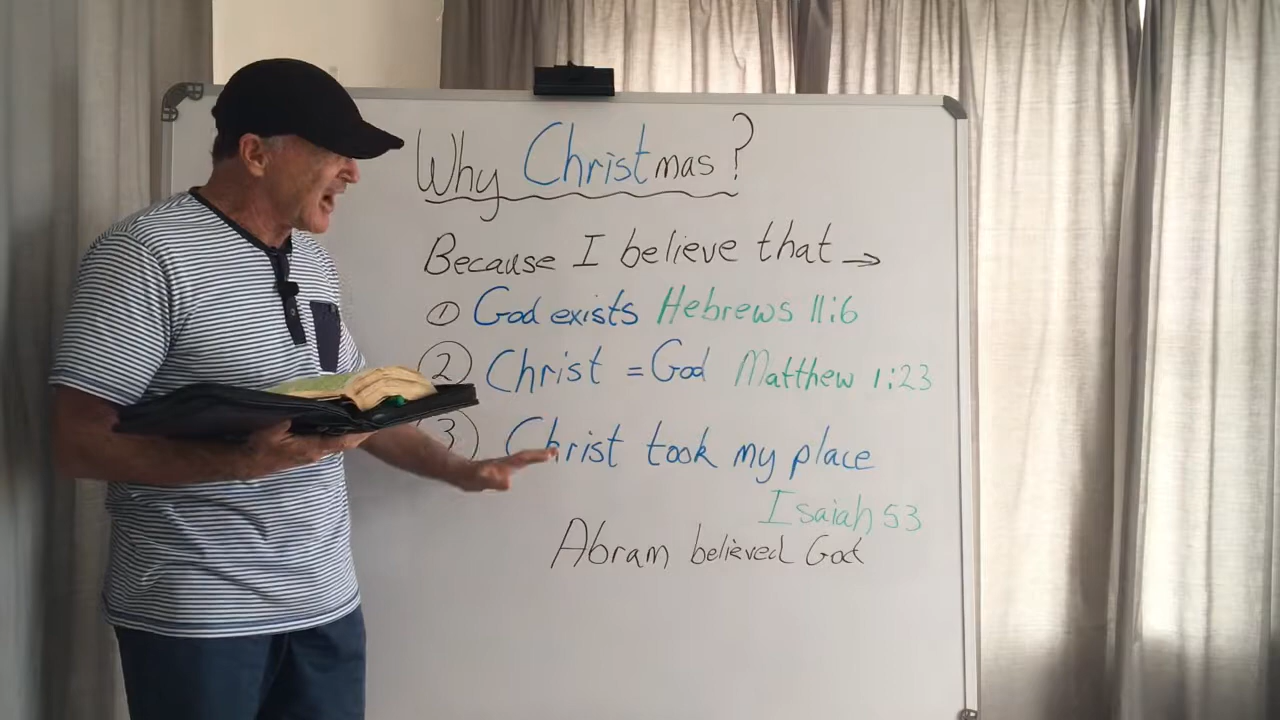 Why Christmas?
Because I believe that →
① God exists Hebrews 11:6
② Christ = God Matthew 1:23
③ Christ took my place
Isaiah 53
Abram believed God